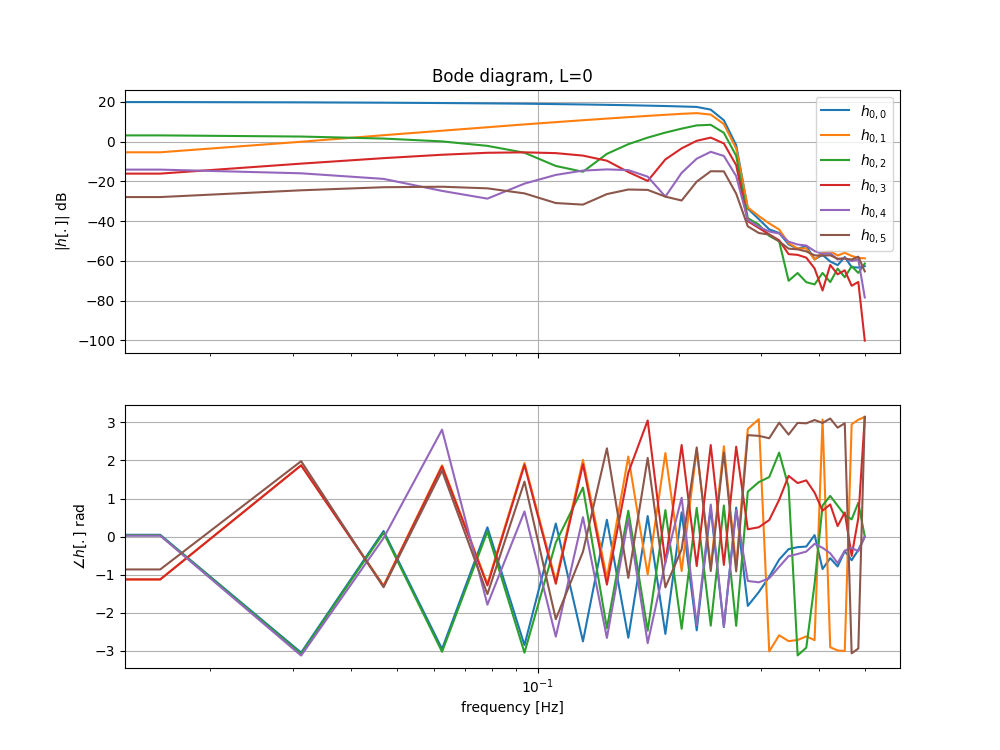 Bode diagram, L=0
|h[.]| dB
20
0
−20
−40
−60
−80
−100
h0,0
h0,1
h0,2
h0,3
h0,4
h0,5
∠h[.] rad
3
2
1
0
−1
−2
−3
10−1
frequency [Hz]